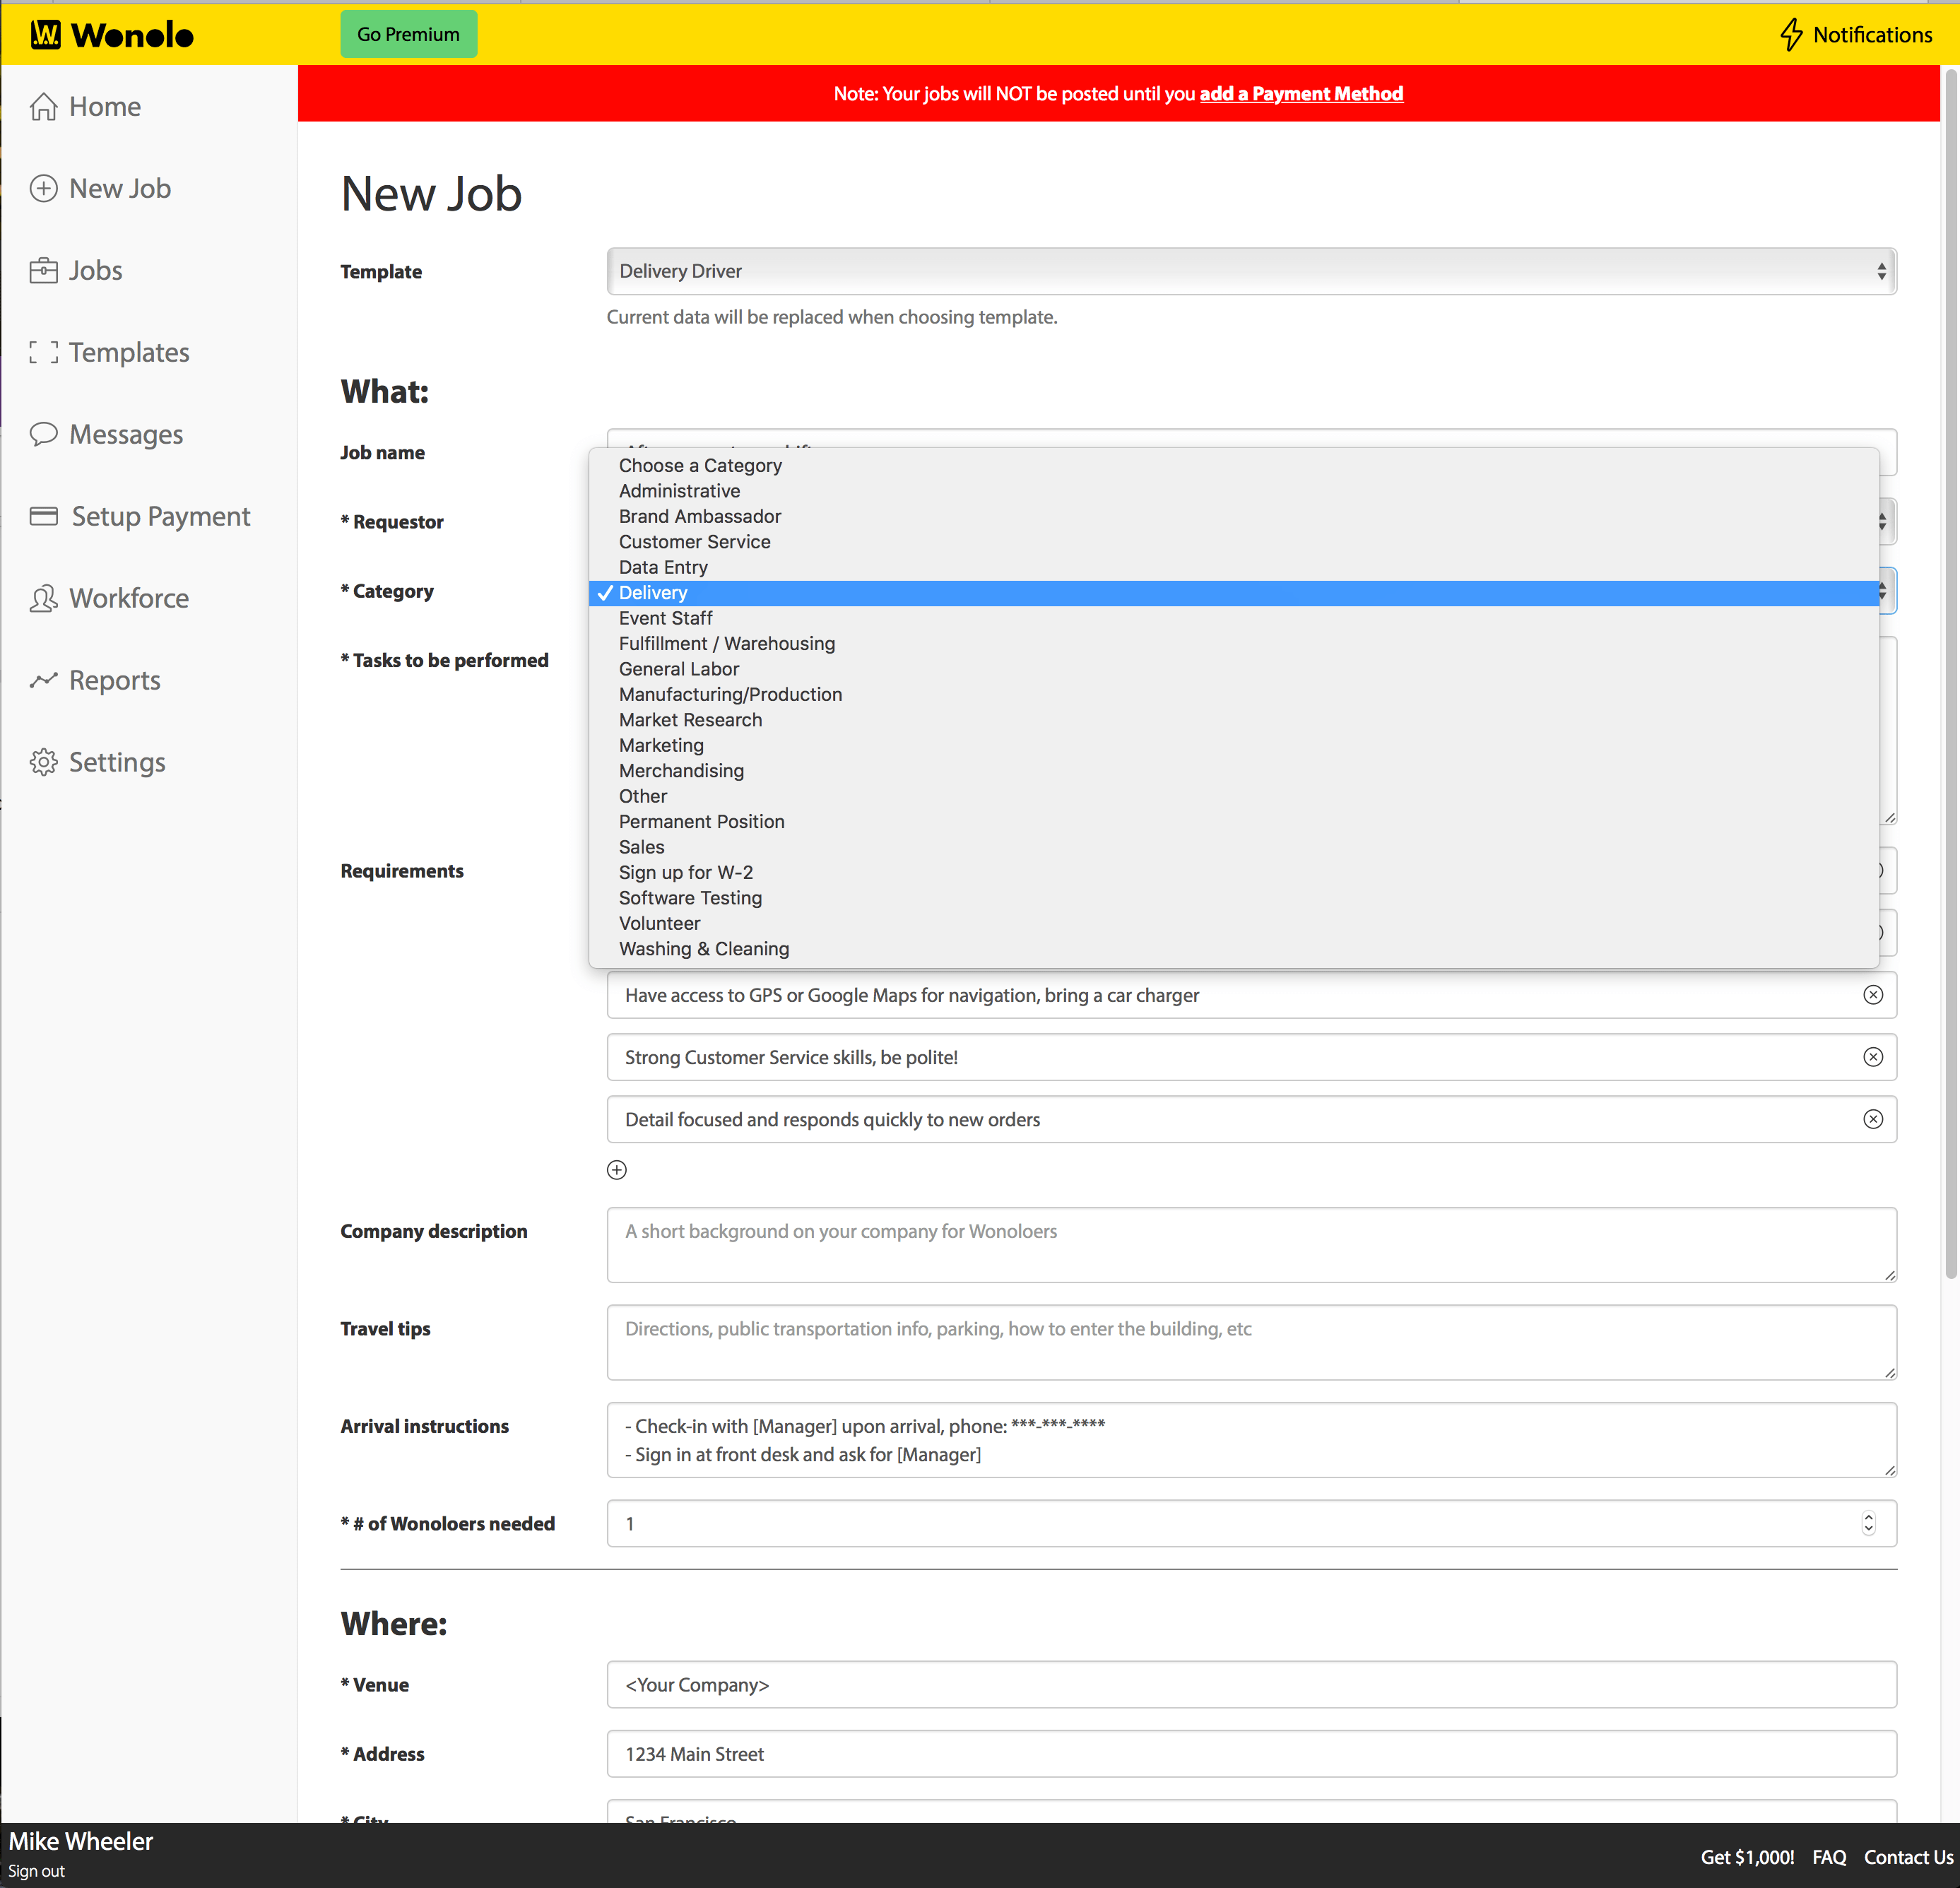 W. Wonolo
Go Premium
Notifications
Note: Your jobs will NOT be posted until you add a Payment Method
Home
New Job
Jobs
Templates
Messages
Setup Payment
Workforce
Reports
Settings
New Job
Template
Delivery Driver
Current data will be replaced when choosing template.
What:
Job name
* Requestor
* Category
* Tasks to be performed
Requirements
Choose a Category
Administrative
Brand Ambassador
Customer Service
Data Entry
✓ Delivery
Event Staff
Fulfillment / Warehousing
General Labor
Manufacturing/Production
Market Research
Marketing
Merchandising
Other
Permanent Position
Sales
Sign up for W-2
Software Testing
Volunteer
Washing & Cleaning
Have access to GPS or Google Maps for navigation, bring a car charger
Strong Customer Service skills, be polite!
Detail focused and responds quickly to new orders
Company description
A short background on your company for Wonoloers
Travel tips
Directions, public transportation info, parking, how to enter the building, etc
Arrival instructions
- Check-in with [Manager] upon arrival, phone: ***-***-****
- Sign in at front desk and ask for [Manager]
* # of Wonoloers needed
1
Where:
* Venue
<Your Company>
* Address
1234 Main Street
* City
San Francisco
Mike Wheeler
Sign out
Get $1,000!
FAQ
Contact Us